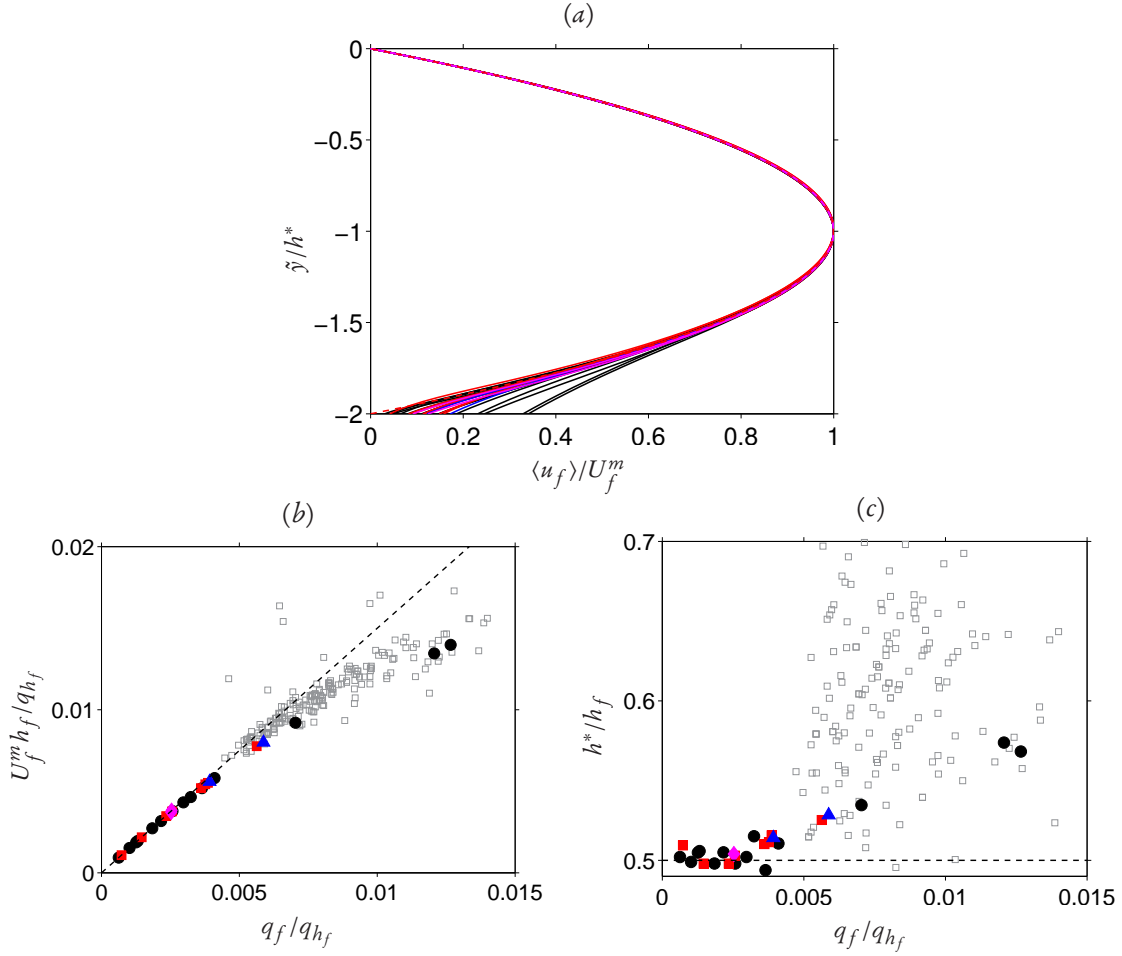 (a)
0
−0.5
−1
−1.5
−2
ỹ/h*
0 0.2 0.4 0.6 0.8 1
⟨u_f⟩/U_f^m
(b)
0.02
0.01
0
U_f^m h_f/q_{h_f}
0 0.005 0.01 0.015
q_f/q_{h_f}
(c)
0.7
0.6
0.5
h*/h_f
0 0.005 0.01 0.015
q_f/q_{h_f}